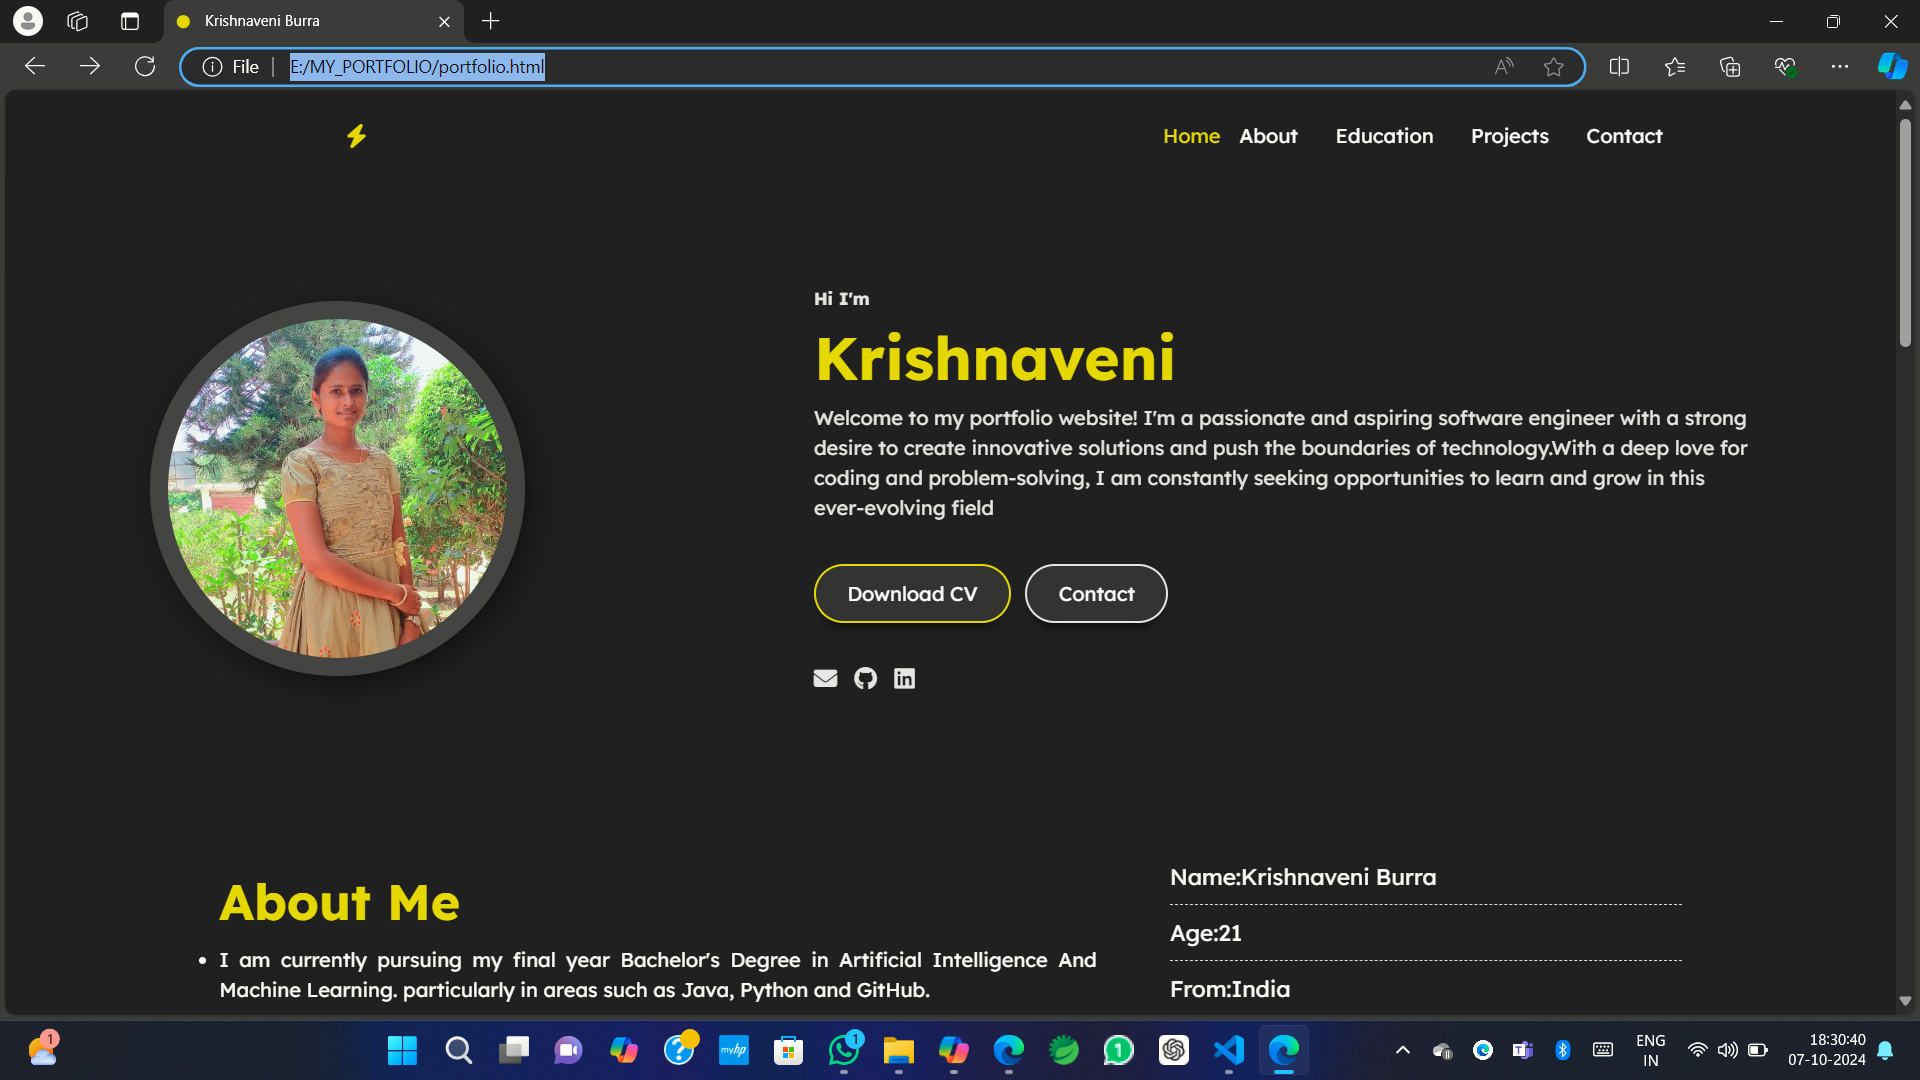 Krishnaveni Burra
File
E:/MY_PORTFOLIO/portfolio.html
Home About Education Projects Contact
Hi I'm
Krishnaveni
Welcome to my portfolio website! I'm a passionate and aspiring software engineer with a strong
desire to create innovative solutions and push the boundaries of technology.With a deep love for
coding and problem-solving, I am constantly seeking opportunities to learn and grow in this
ever-evolving field
Download CV Contact
About Me
• I am currently pursuing my final year Bachelor's Degree in Artificial Intelligence And
Machine Learning. particularly in areas such as Java, Python and GitHub.
Name:Krishnaveni Burra
Age:21
From:India
1
myhp
1
1
ENG
IN
18:30:40
07-10-2024